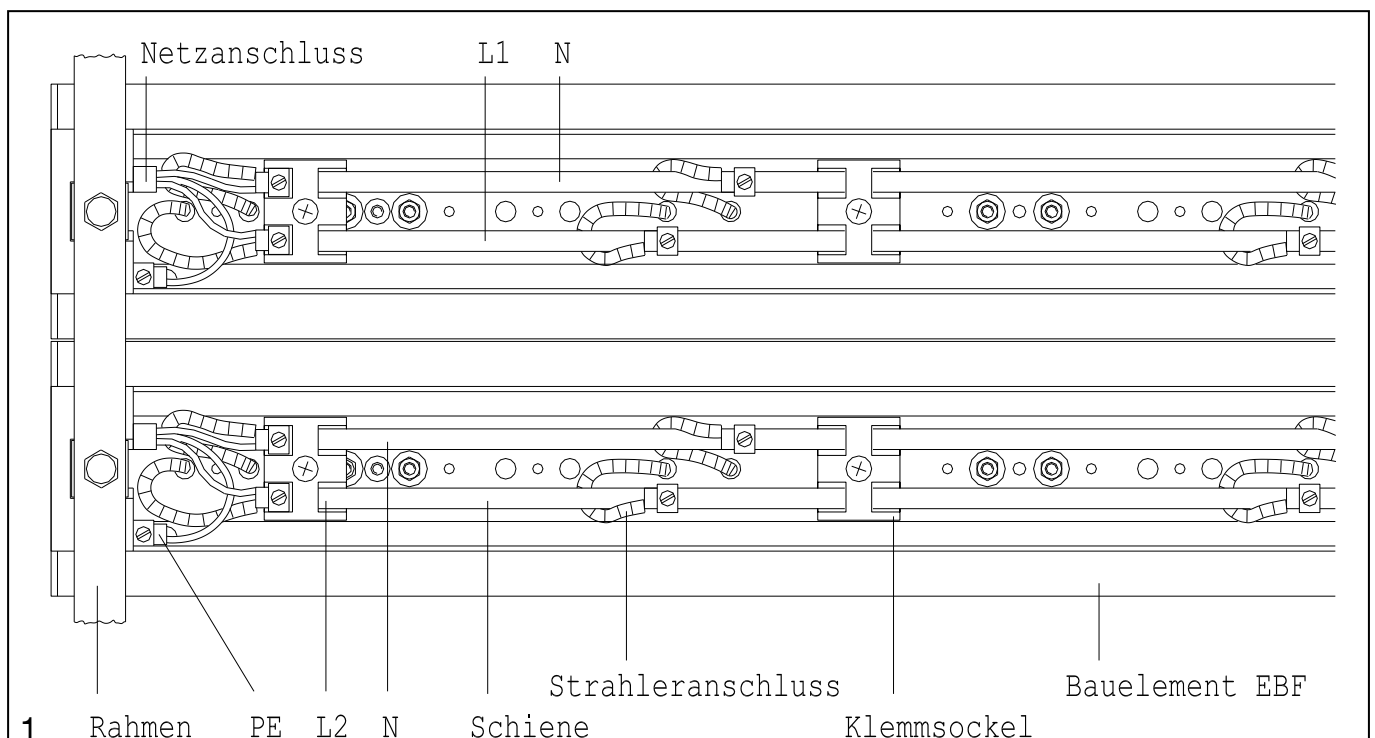 Netzanschluss L1 N
Strahleranschluss Bauelement EBF
1 Rahmen PE L2 N Schiene Klemmsockel